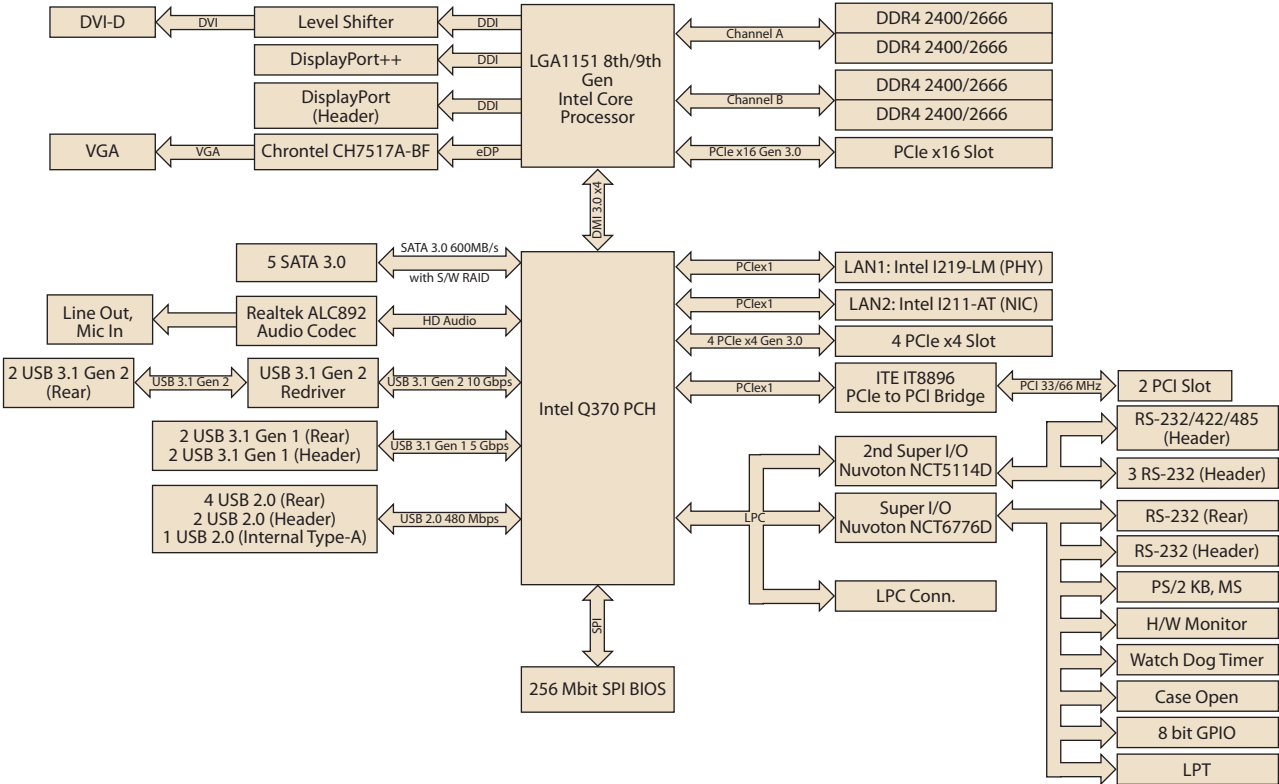 DVI-D
DVI
Level Shifter
DDI
DisplayPort++
DDI
DisplayPort
(Header)
DDI
VGA
VGA
Chrontel CH7517A-BF
eDP
LGA1151 8th/9th
Gen
Intel Core
Processor
Channel A
DDR4 2400/2666
DDR4 2400/2666
Channel B
DDR4 2400/2666
DDR4 2400/2666
PCIe x16 Gen 3.0
PCIe x16 Slot
DMI 3.0 x4
5 SATA 3.0
SATA 3.0 600MB/s
with S/W RAID
Line Out,
Mic In
Realtek ALC892
Audio Codec
HD Audio
2 USB 3.1 Gen 2
(Rear)
USB 3.1 Gen 2
USB 3.1 Gen 2
Redriver
USB 3.1 Gen 2 10 Gbps
2 USB 3.1 Gen 1 (Rear)
2 USB 3.1 Gen 1 (Header)
USB 3.1 Gen 1 5 Gbps
4 USB 2.0 (Rear)
2 USB 2.0 (Header)
1 USB 2.0 (Internal Type-A)
USB 2.0 480 Mbps
Intel Q370 PCH
PCIex1
LAN1: Intel I219-LM (PHY)
PCIex1
LAN2: Intel I211-AT (NIC)
4 PCIe x4 Gen 3.0
4 PCIe x4 Slot
PCIex1
ITE IT8896
PCIe to PCI Bridge
PCI 33/66 MHz
2 PCI Slot
LPC
2nd Super I/O
Nuvoton NCT5114D
RS-232/422/485
(Header)
3 RS-232 (Header)
Super I/O
Nuvoton NCT6776D
RS-232 (Rear)
RS-232 (Header)
PS/2 KB, MS
H/W Monitor
Watch Dog Timer
Case Open
8 bit GPIO
LPT
LPC Conn.
SPI
256 Mbit SPI BIOS